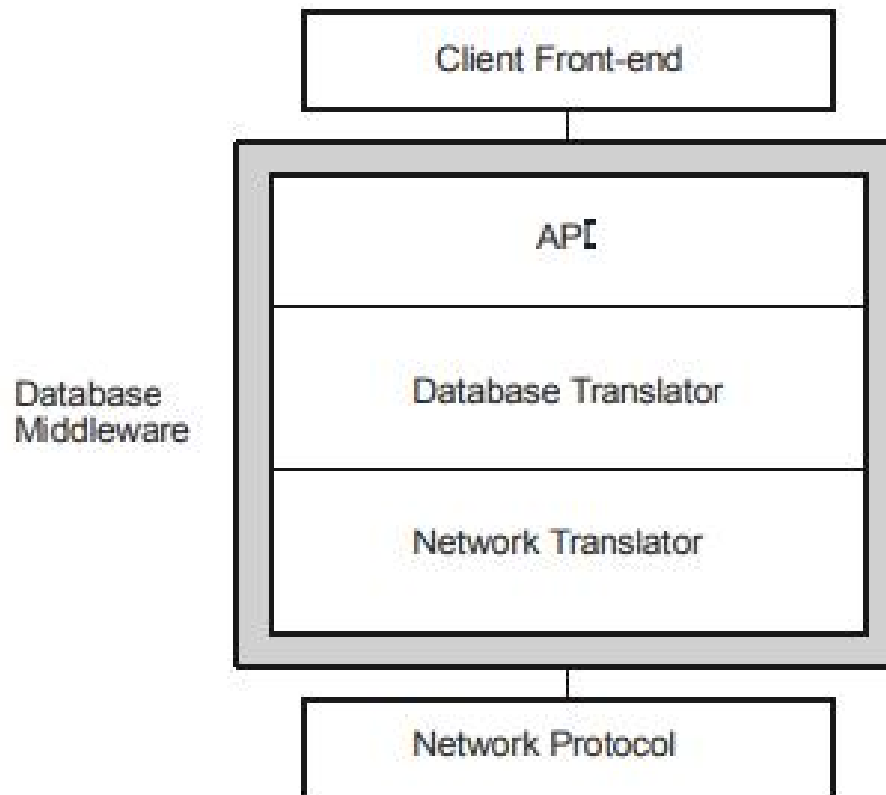 Client Front-end
API
Database Translator
Database
Middleware
Network Translator
Network Protocol